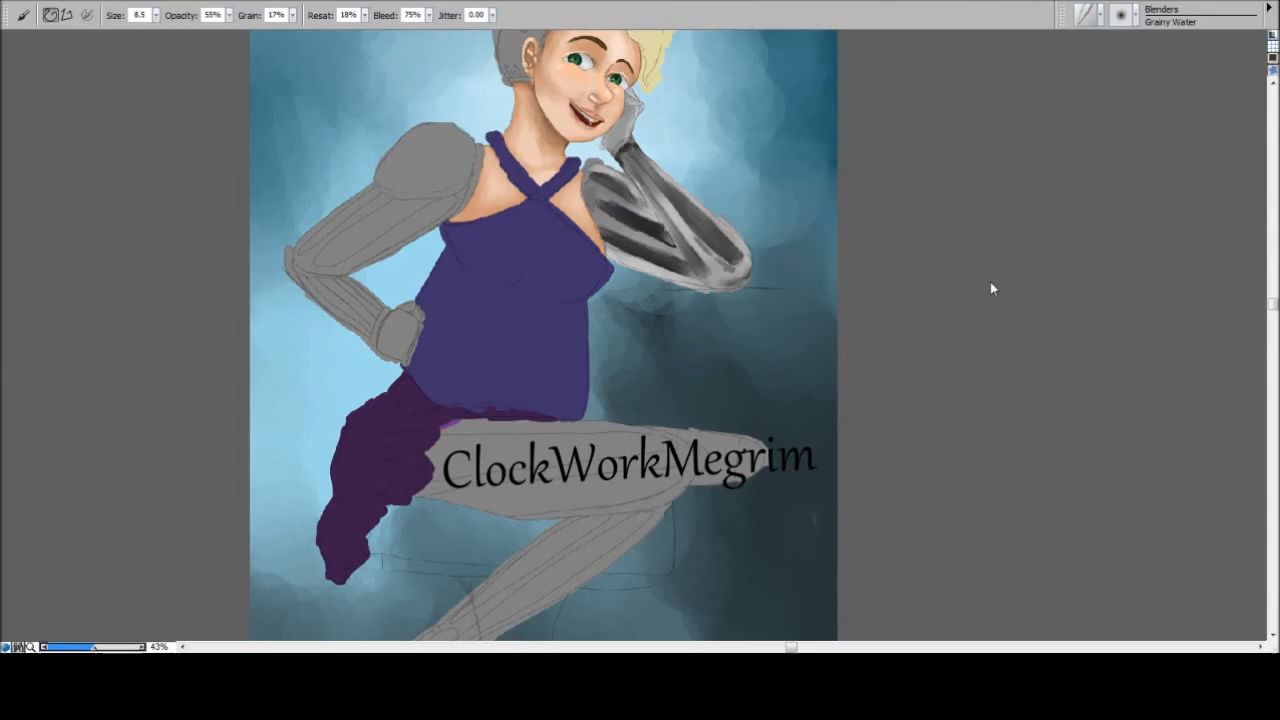 Size: 8.5 Opacity: 55% Grain: 17% Resat: 18% Bleed: 75% Jitter: 0.00
Blenders
Grainy Water
ClockWorkMegrim
43%